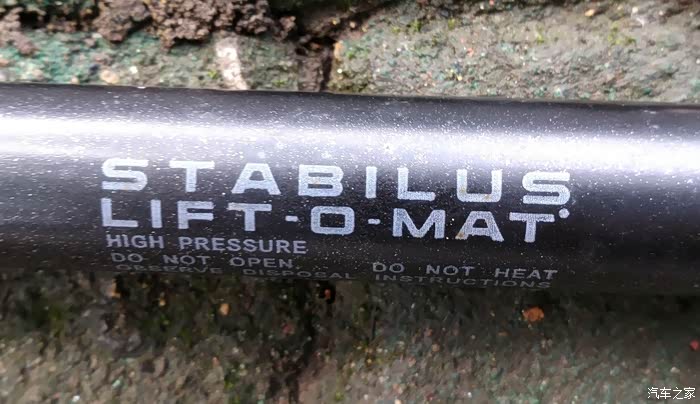 STABILUS
LIFT-O-MAT
HIGH PRESSURE
DO NOT OPEN DO NOT HEAT
OBSERVE DISPOSAL INSTRUCTIONS
汽车之家